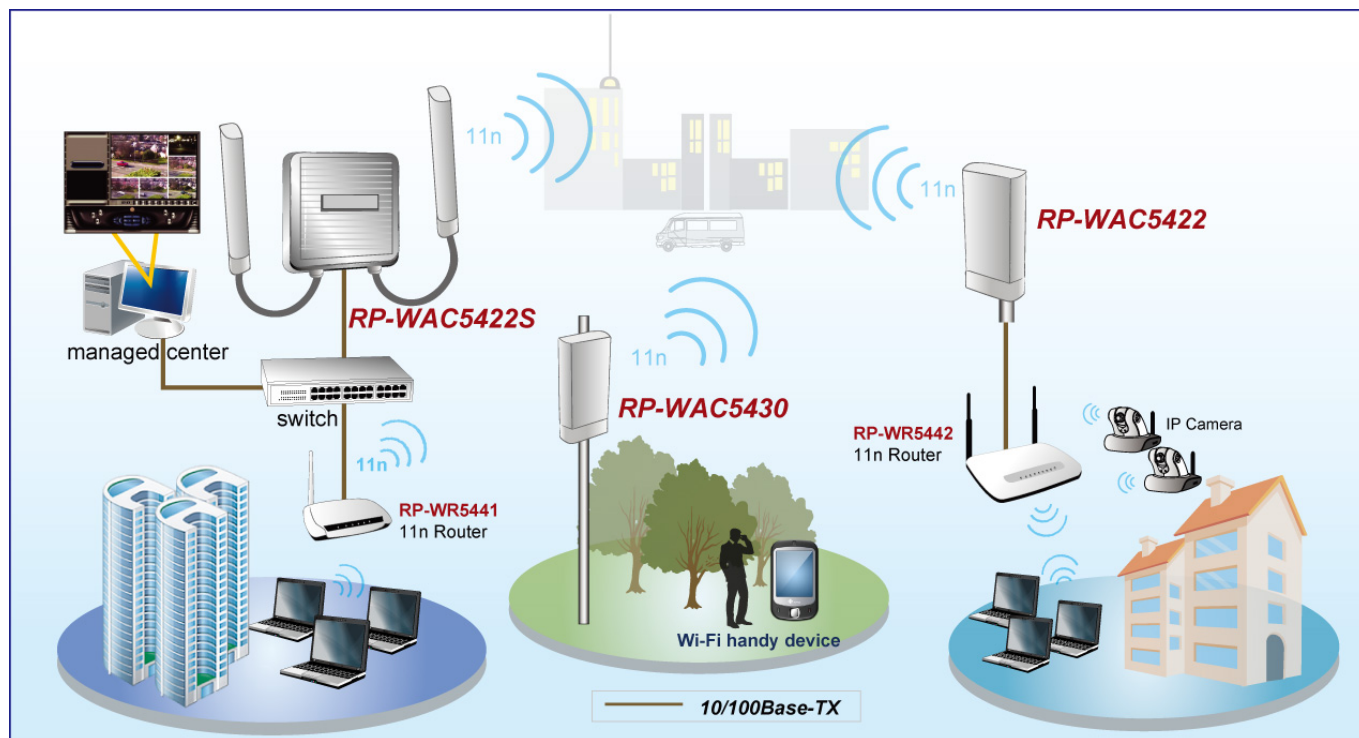 11n
11n
RP-WAC5422
RP-WAC5422S
managed center
11n
switch
RP-WAC5430
11n
RP-WR5441
11n Router
RP-WR5442
11n Router
IP Camera
Wi-Fi handy device
10/100Base-TX